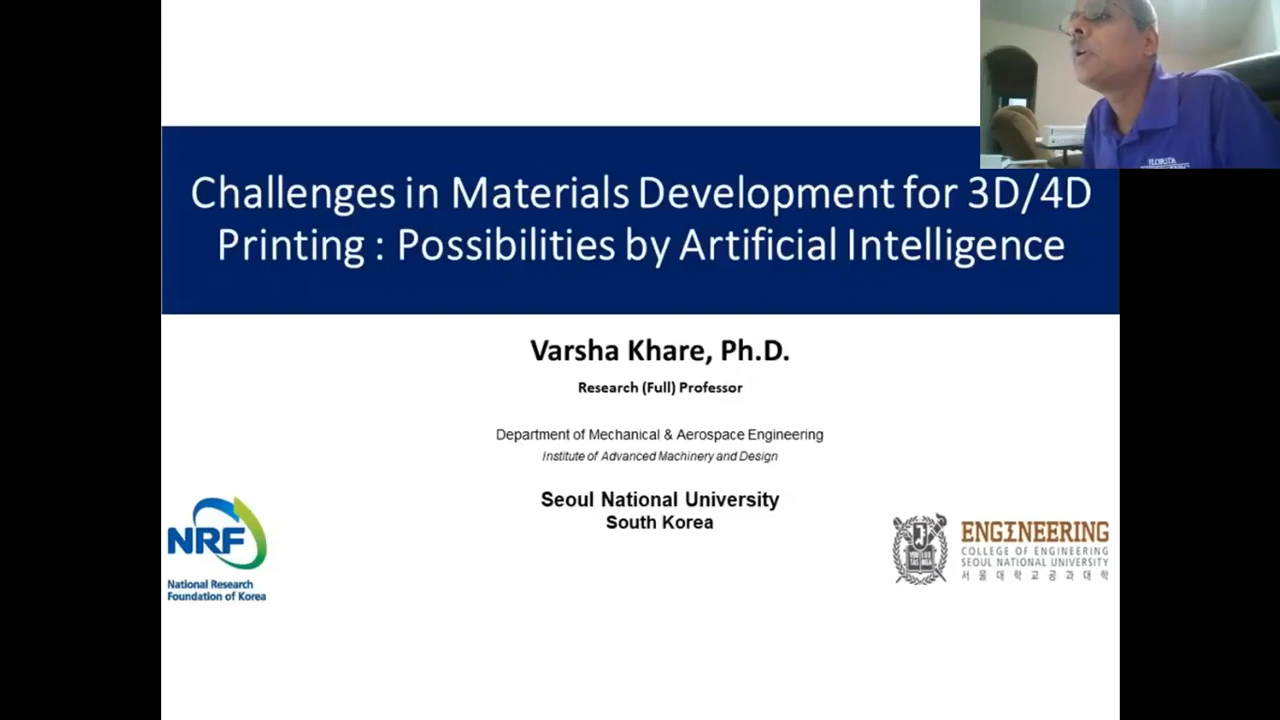 Challenges in Materials Development for 3D/4D
Printing : Possibilities by Artificial Intelligence
Varsha Khare, Ph.D.
Research (Full) Professor
Department of Mechanical & Aerospace Engineering
Institute of Advanced Machinery and Design
Seoul National University
South Korea
NRF
National Research
Foundation of Korea
ENGINEERING
COLLEGE OF ENGINEERING
SEOUL NATIONAL UNIVERSITY
서울대학교공과대학
FLORIDA